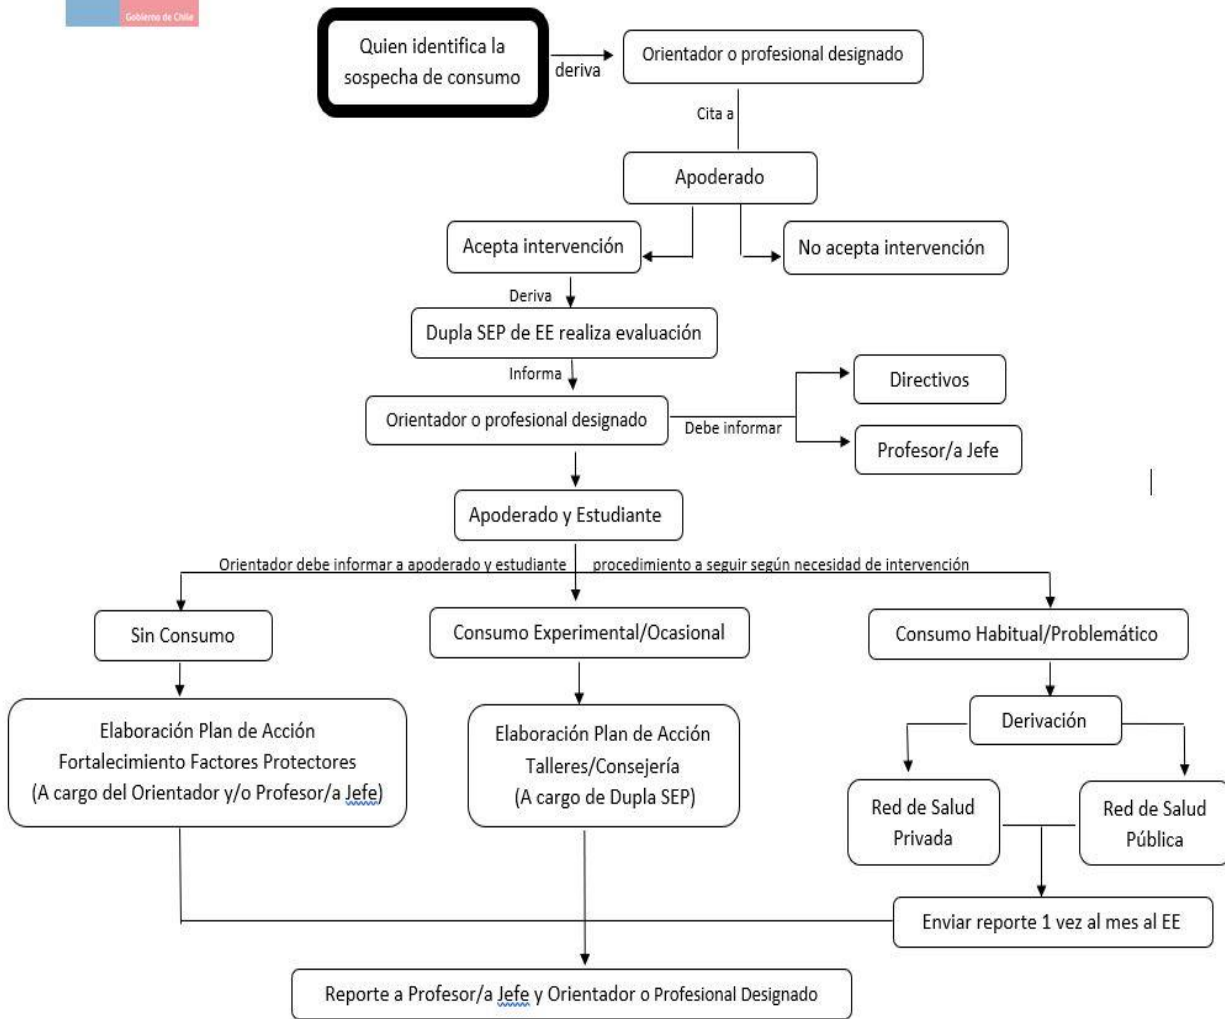 Gobierno de Chile
Quien identifica la
sospecha de consumo
deriva
Orientador o profesional designado
Cita a
Apoderado
Acepta intervención
No acepta intervención
Deriva
Dupla SEP de EE realiza evaluación
Informa
Directivos
Orientador o profesional designado
Debe informar
Profesor/a Jefe
Apoderado y Estudiante
Orientador debe informar a apoderado y estudiante procedimiento a seguir según necesidad de intervención
Sin Consumo
Consumo Experimental/Ocasional
Consumo Habitual/Problemático
Elaboración Plan de Acción
Fortalecimiento Factores Protectores
(A cargo del Orientador y/o Profesor/a Jefe)
Elaboración Plan de Acción
Talleres/Consejería
(A cargo de Dupla SEP)
Derivación
Red de Salud
Privada
Red de Salud
Pública
Enviar reporte 1 vez al mes al EE
Reporte a Profesor/a Jefe y Orientador o Profesional Designado